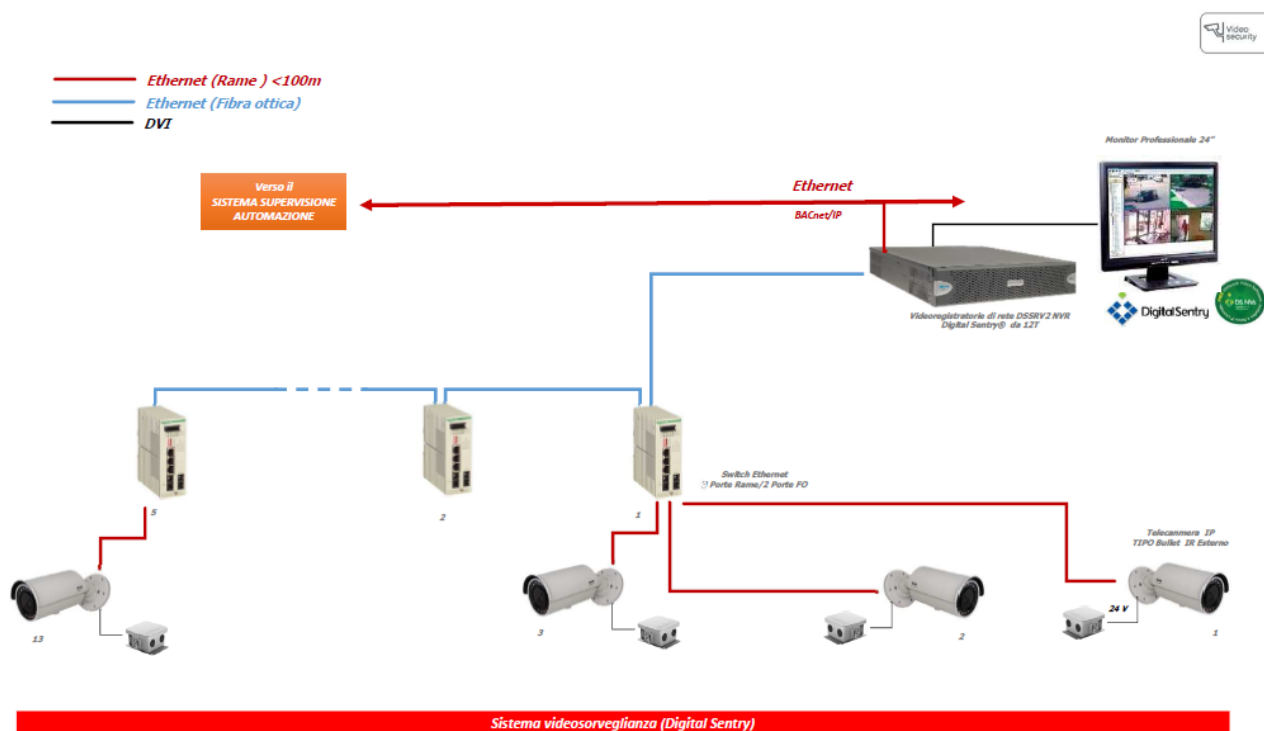 Video
security
Ethernet (Rame ) <100m
Ethernet (Fibra ottica)
DVI
Monitor Professionale 24"
Verso il
SISTEMA SUPERVISIONE
AUTOMAZIONE
Ethernet
BACnet/IP
Videoregistratorie di rete DSSRV2 NVR
Digital Sentry® da 12T
DigitalSentry
Switch Ethernet
Porte Rame/2 Porte FO
5
2
1
Telecanmera IP
TIPO Bullet IR Esterno
24 V
13
3
2
1
Sistema videosorveglianza (Digital Sentry)